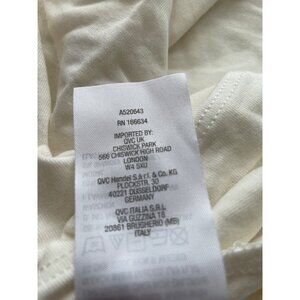 A520643
RN 166634
IMPORTED BY:
QVC UK
CHISWICK PARK
566 CHISWICK HIGH ROAD
LONDON
W4 5XU
QVC Handel S.à r.l. & Co. KG
PLOCKSTR. 30
40221 DÜSSELDORF
GERMANY
QVC ITALIA S.R.L
VIA GUZZINA 18
20861 BRUGHERIO (MB)
ITALY